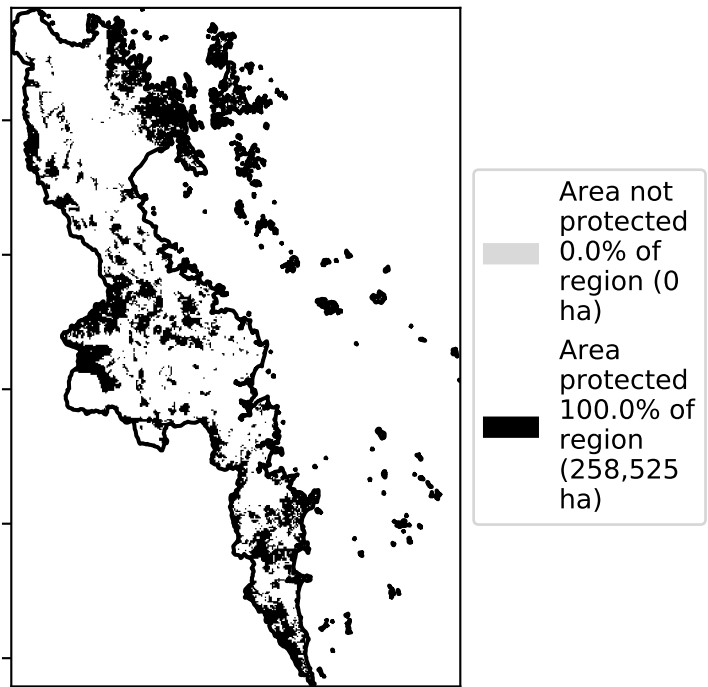 Area not
protected
0.0% of
region (0
ha)
Area
protected
100.0% of
region
(258,525
ha)